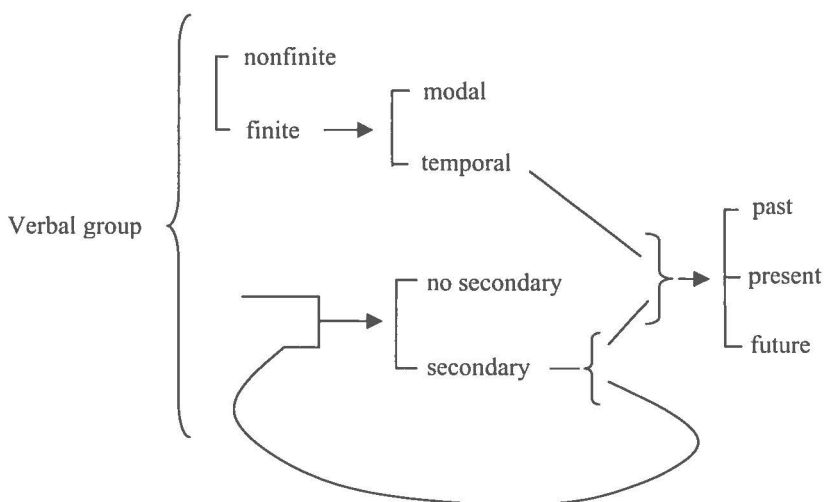 nonfinite
finite
modal
temporal
Verbal group
no secondary
secondary
past
present
future